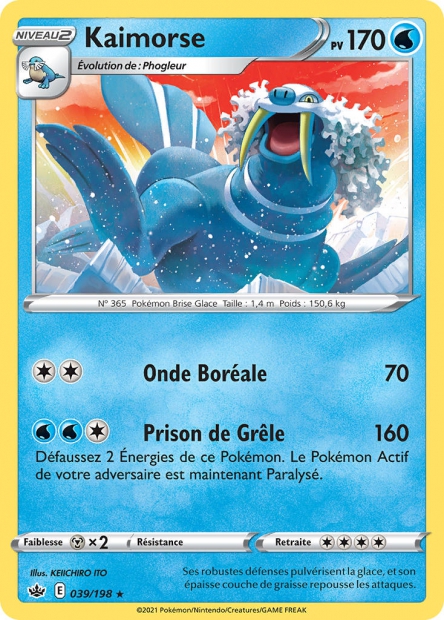 NIVEAU2
Kaimorse
PV 170
Évolution de : Phogleur
N° 365 Pokémon Brise Glace Taille : 1,4 m Poids : 150,6 kg
Onde Boréale 70
Prison de Grêle 160
Défaussez 2 Énergies de ce Pokémon. Le Pokémon Actif
de votre adversaire est maintenant Paralysé.
Faiblesse ×2 Résistance Retraite
Illus. KEIICHIRO ITO
E 039/198 ★
Ses robustes défenses pulvérisent la glace, et son
épaisse couche de graisse repousse les attaques.
©2021 Pokémon/Nintendo/Creatures/GAME FREAK